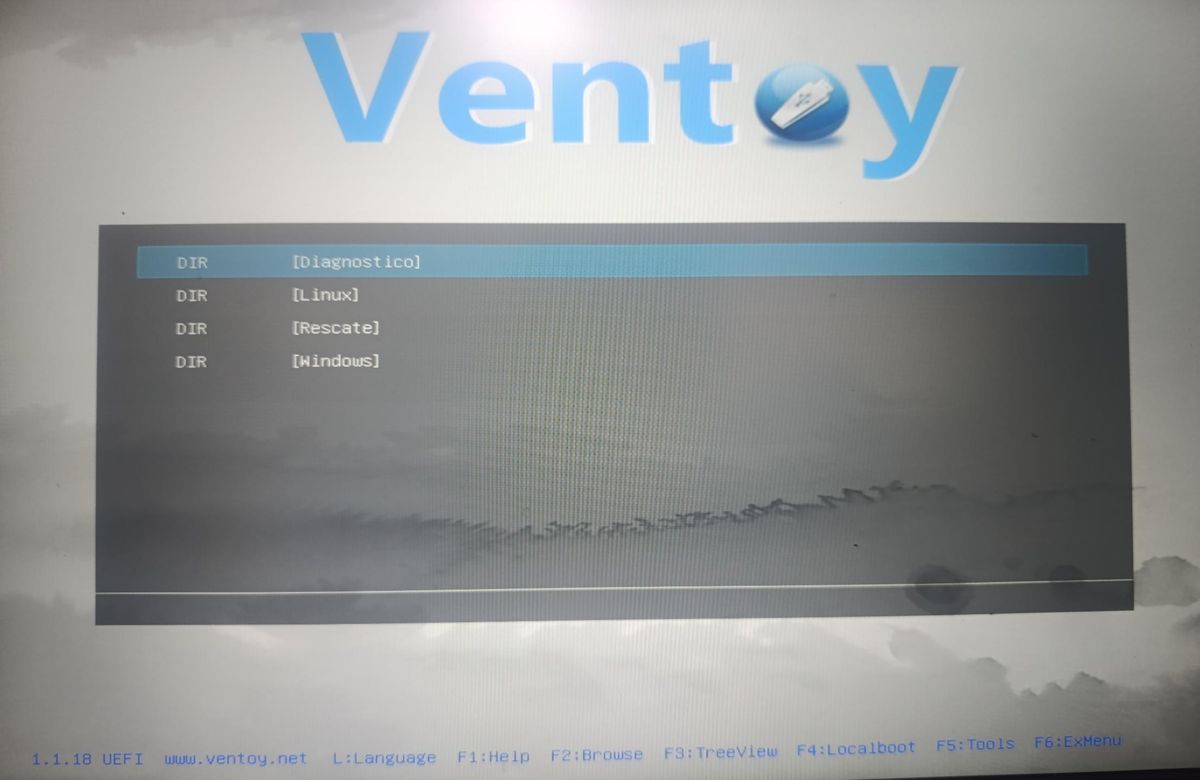 Ventoy
DIR [Diagnostico]
DIR [Linux]
DIR [Rescate]
DIR [Windows]
1.1.18 UEFI www.ventoy.net L:Language F1:Help F2:Browse F3:TreeView F4:Localboot F5:Tools F6:ExMenu